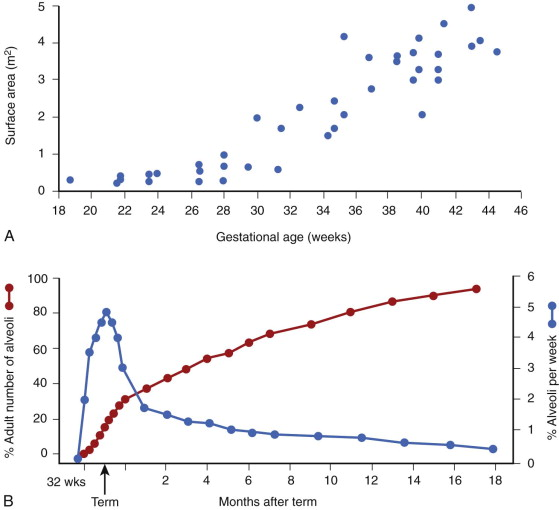 5
4
3
2
1
0
Surface area (m²)
18 20 22 24 26 28 30 32 34 36 38 40 42 44 46
Gestational age (weeks)
A
100
80
60
40
20
0
% Adult number of alveoli
6
5
4
3
2
1
0
% Alveoli per week
32 wks 2 4 6 8 10 12 14 16 18
Term
Months after term
B